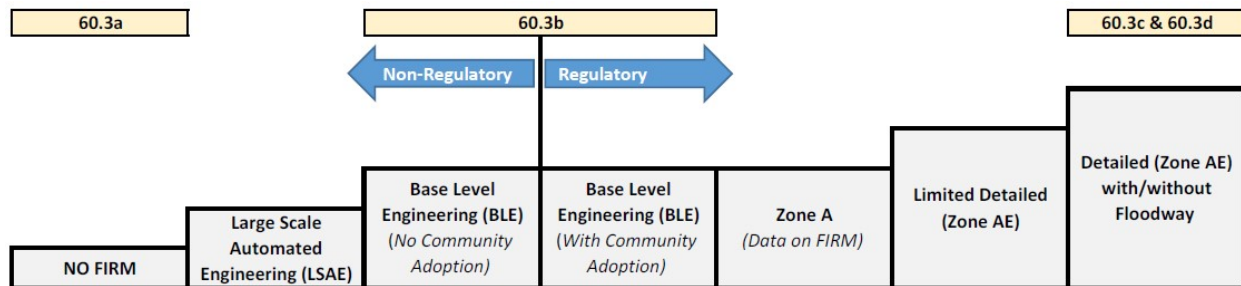 60.3a
60.3b
60.3c & 60.3d
Non-Regulatory
Regulatory
NO FIRM
Large Scale
Automated
Engineering (LSAE)
Base Level
Engineering (BLE)
(No Community
Adoption)
Base Level
Engineering (BLE)
(With Community
Adoption)
Zone A
(Data on FIRM)
Limited Detailed
(Zone AE)
Detailed (Zone AE)
with/without
Floodway